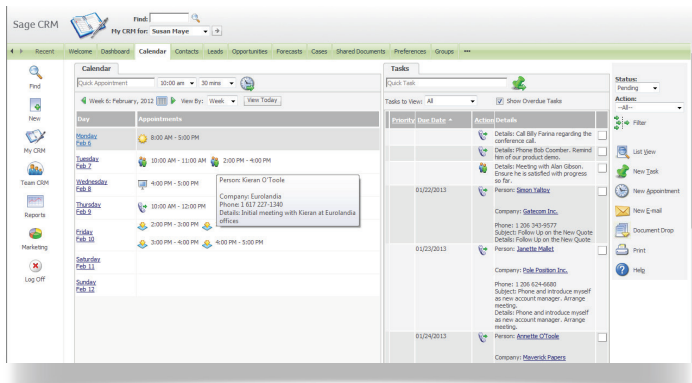 Sage CRM
Find:
My CRM for: Susan Maye
Recent Welcome Dashboard Calendar Contacts Leads Opportunities Forecasts Cases Shared Documents Preferences Groups •••
Find
New
My CRM
Team CRM
Reports
Marketing
Log Off
Calendar
Quick Appointment 10:00 am 30 mins
Week 6: February, 2012 View By: Week View Today
Day Appointments
Monday
Feb 6
8:00 AM - 5:00 PM
Tuesday
Feb 7
10:00 AM - 11:00 AM 2:00 PM - 4:00 PM
Wednesday
Feb 8
4:00 PM - 5:00 PM
Thursday
Feb 9
10:00 AM - 12:00 PM
Friday
Feb 10
2:00 PM - 3:00 PM
3:00 PM - 4:00 PM 4:00 PM - 5:00 PM
Saturday
Feb 11
Sunday
Feb 12
Person: Kieran O'Toole
Company: Eurolandia
Phone: 1 617 227-1340
Details: Initial meeting with Kieran at Eurolandia
offices
Tasks
Quick Task
Tasks to View: All Show Overdue Tasks
Priority Due Date Action Details
Details: Call Billy Farina regarding the
conference call.
Details: Phone Bob Coomber. Remind
him of our product demo.
Details: Meeting with Alan Gibson.
Ensure he is satisfied with progress
so far.
01/22/2013 Person: Simon Yaltoy
Company: Gatecom Inc.
Phone: 1 206 343-9577
Subject: Follow Up on the New Quote
Details: Follow Up on the New Quote
01/23/2013 Person: Janette Mallet
Company: Pole Position Inc.
Phone: 1 206 624-6680
Subject: Phone and introduce myself
as new account manager. Arrange
meeting.
Details: Phone and introduce myself
as new account manager. Arrange
meeting.
01/24/2013 Person: Annette O'Toole
Company: Maverick Papers
Status:
Pending
Action:
--All--
Filter
List View
New Task
New Appointment
New E-mail
Document Drop
Print
Help